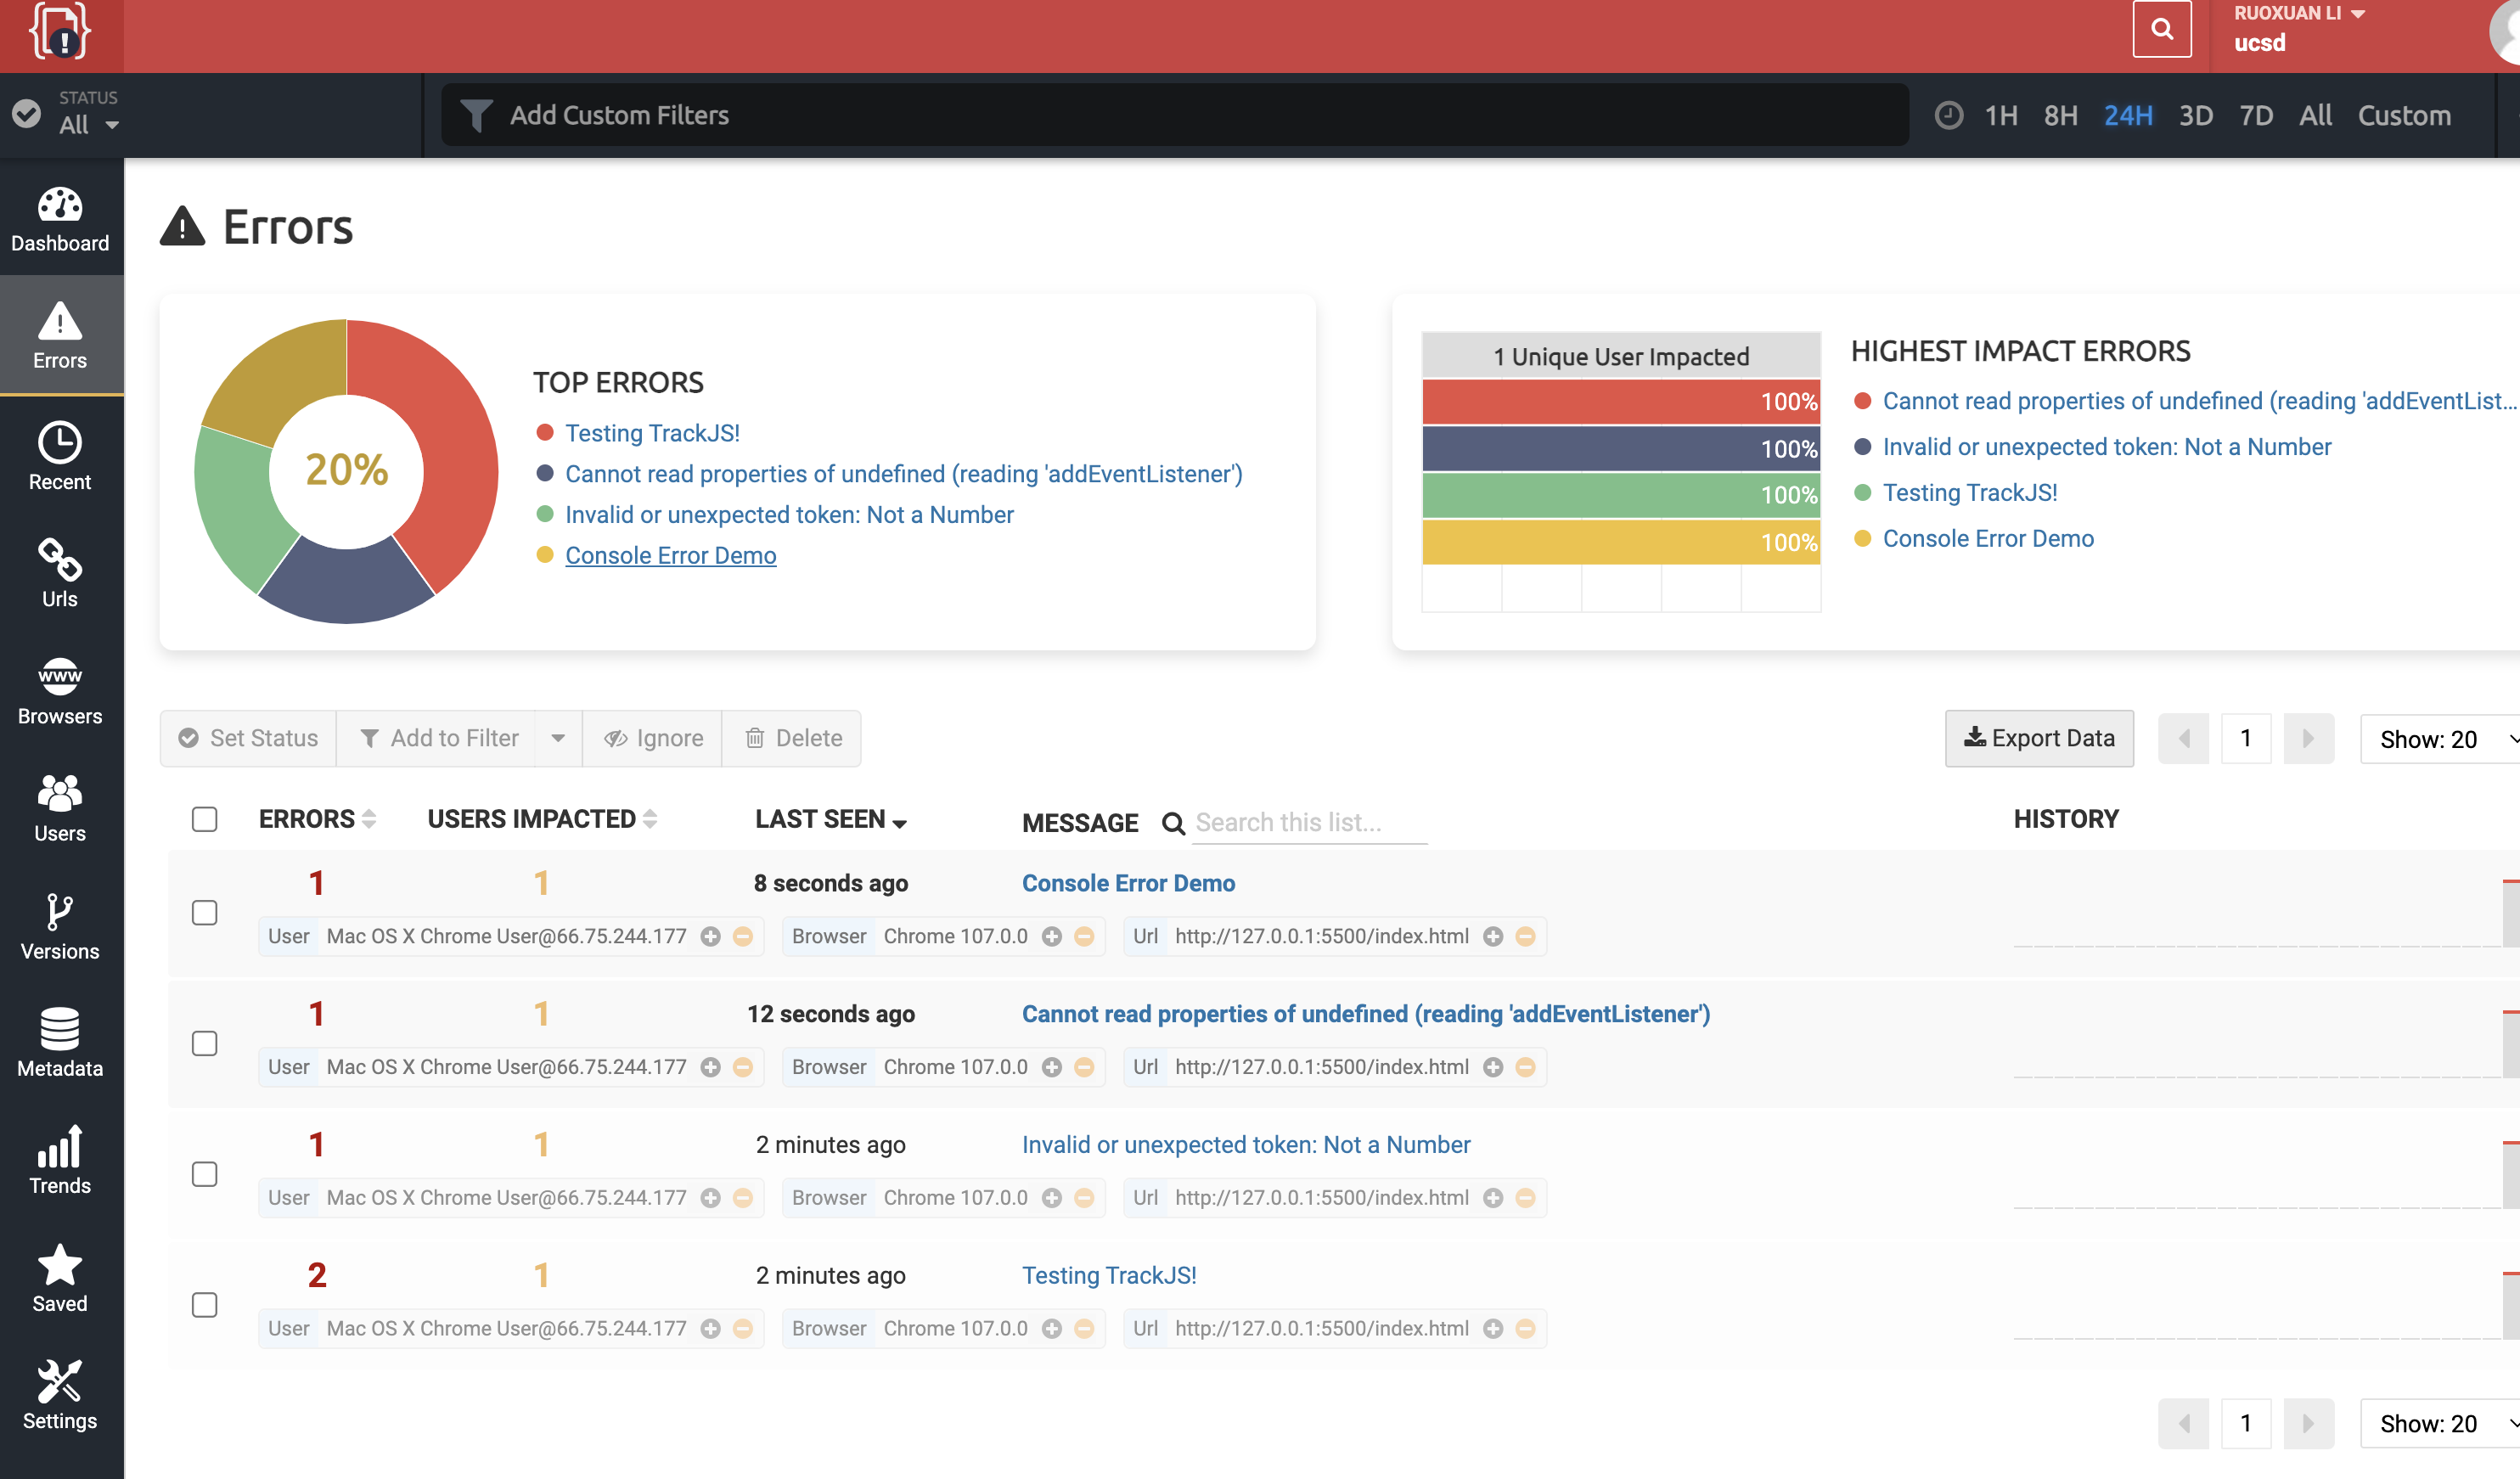 RUOXUAN LI
ucsd
STATUS
All
Add Custom Filters
1H 8H 24H 3D 7D All Custom
Dashboard
Errors
Recent
Urls
WWW
Browsers
Users
Versions
Metadata
Trends
Saved
Settings
Errors
20%
TOP ERRORS
Testing TrackJS!
Cannot read properties of undefined (reading 'addEventListener')
Invalid or unexpected token: Not a Number
Console Error Demo
1 Unique User Impacted
100%
100%
100%
100%
HIGHEST IMPACT ERRORS
Cannot read properties of undefined (reading 'addEventList...
Invalid or unexpected token: Not a Number
Testing TrackJS!
Console Error Demo
Set Status Add to Filter Ignore Delete
Export Data 1 Show: 20
ERRORS USERS IMPACTED LAST SEEN MESSAGE Search this list... HISTORY
1 1 8 seconds ago Console Error Demo
User Mac OS X Chrome User@66.75.244.177 Browser Chrome 107.0.0 Url http://127.0.0.1:5500/index.html
1 1 12 seconds ago Cannot read properties of undefined (reading 'addEventListener')
User Mac OS X Chrome User@66.75.244.177 Browser Chrome 107.0.0 Url http://127.0.0.1:5500/index.html
1 1 2 minutes ago Invalid or unexpected token: Not a Number
User Mac OS X Chrome User@66.75.244.177 Browser Chrome 107.0.0 Url http://127.0.0.1:5500/index.html
2 1 2 minutes ago Testing TrackJS!
User Mac OS X Chrome User@66.75.244.177 Browser Chrome 107.0.0 Url http://127.0.0.1:5500/index.html
1 Show: 20